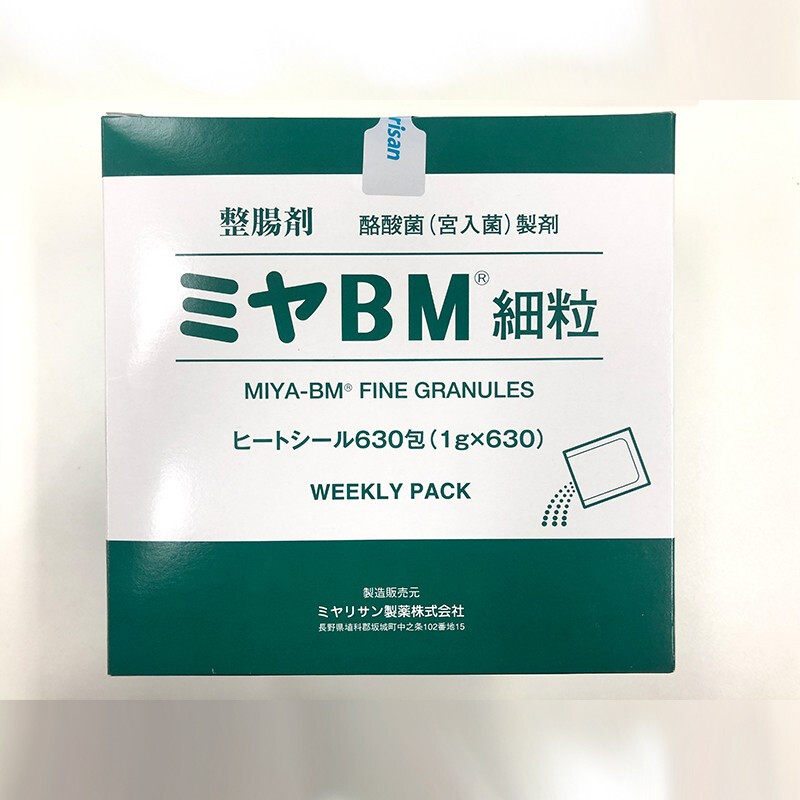 risan
整腸剤 酪酸菌(宮入菌)製剤
ミヤBM® 細粒
MIYA-BM® FINE GRANULES
ヒートシール630包(1g×630)
WEEKLY PACK
製造販売元
ミヤリサン製薬株式会社
長野県埴科郡坂城町中之条102番地15